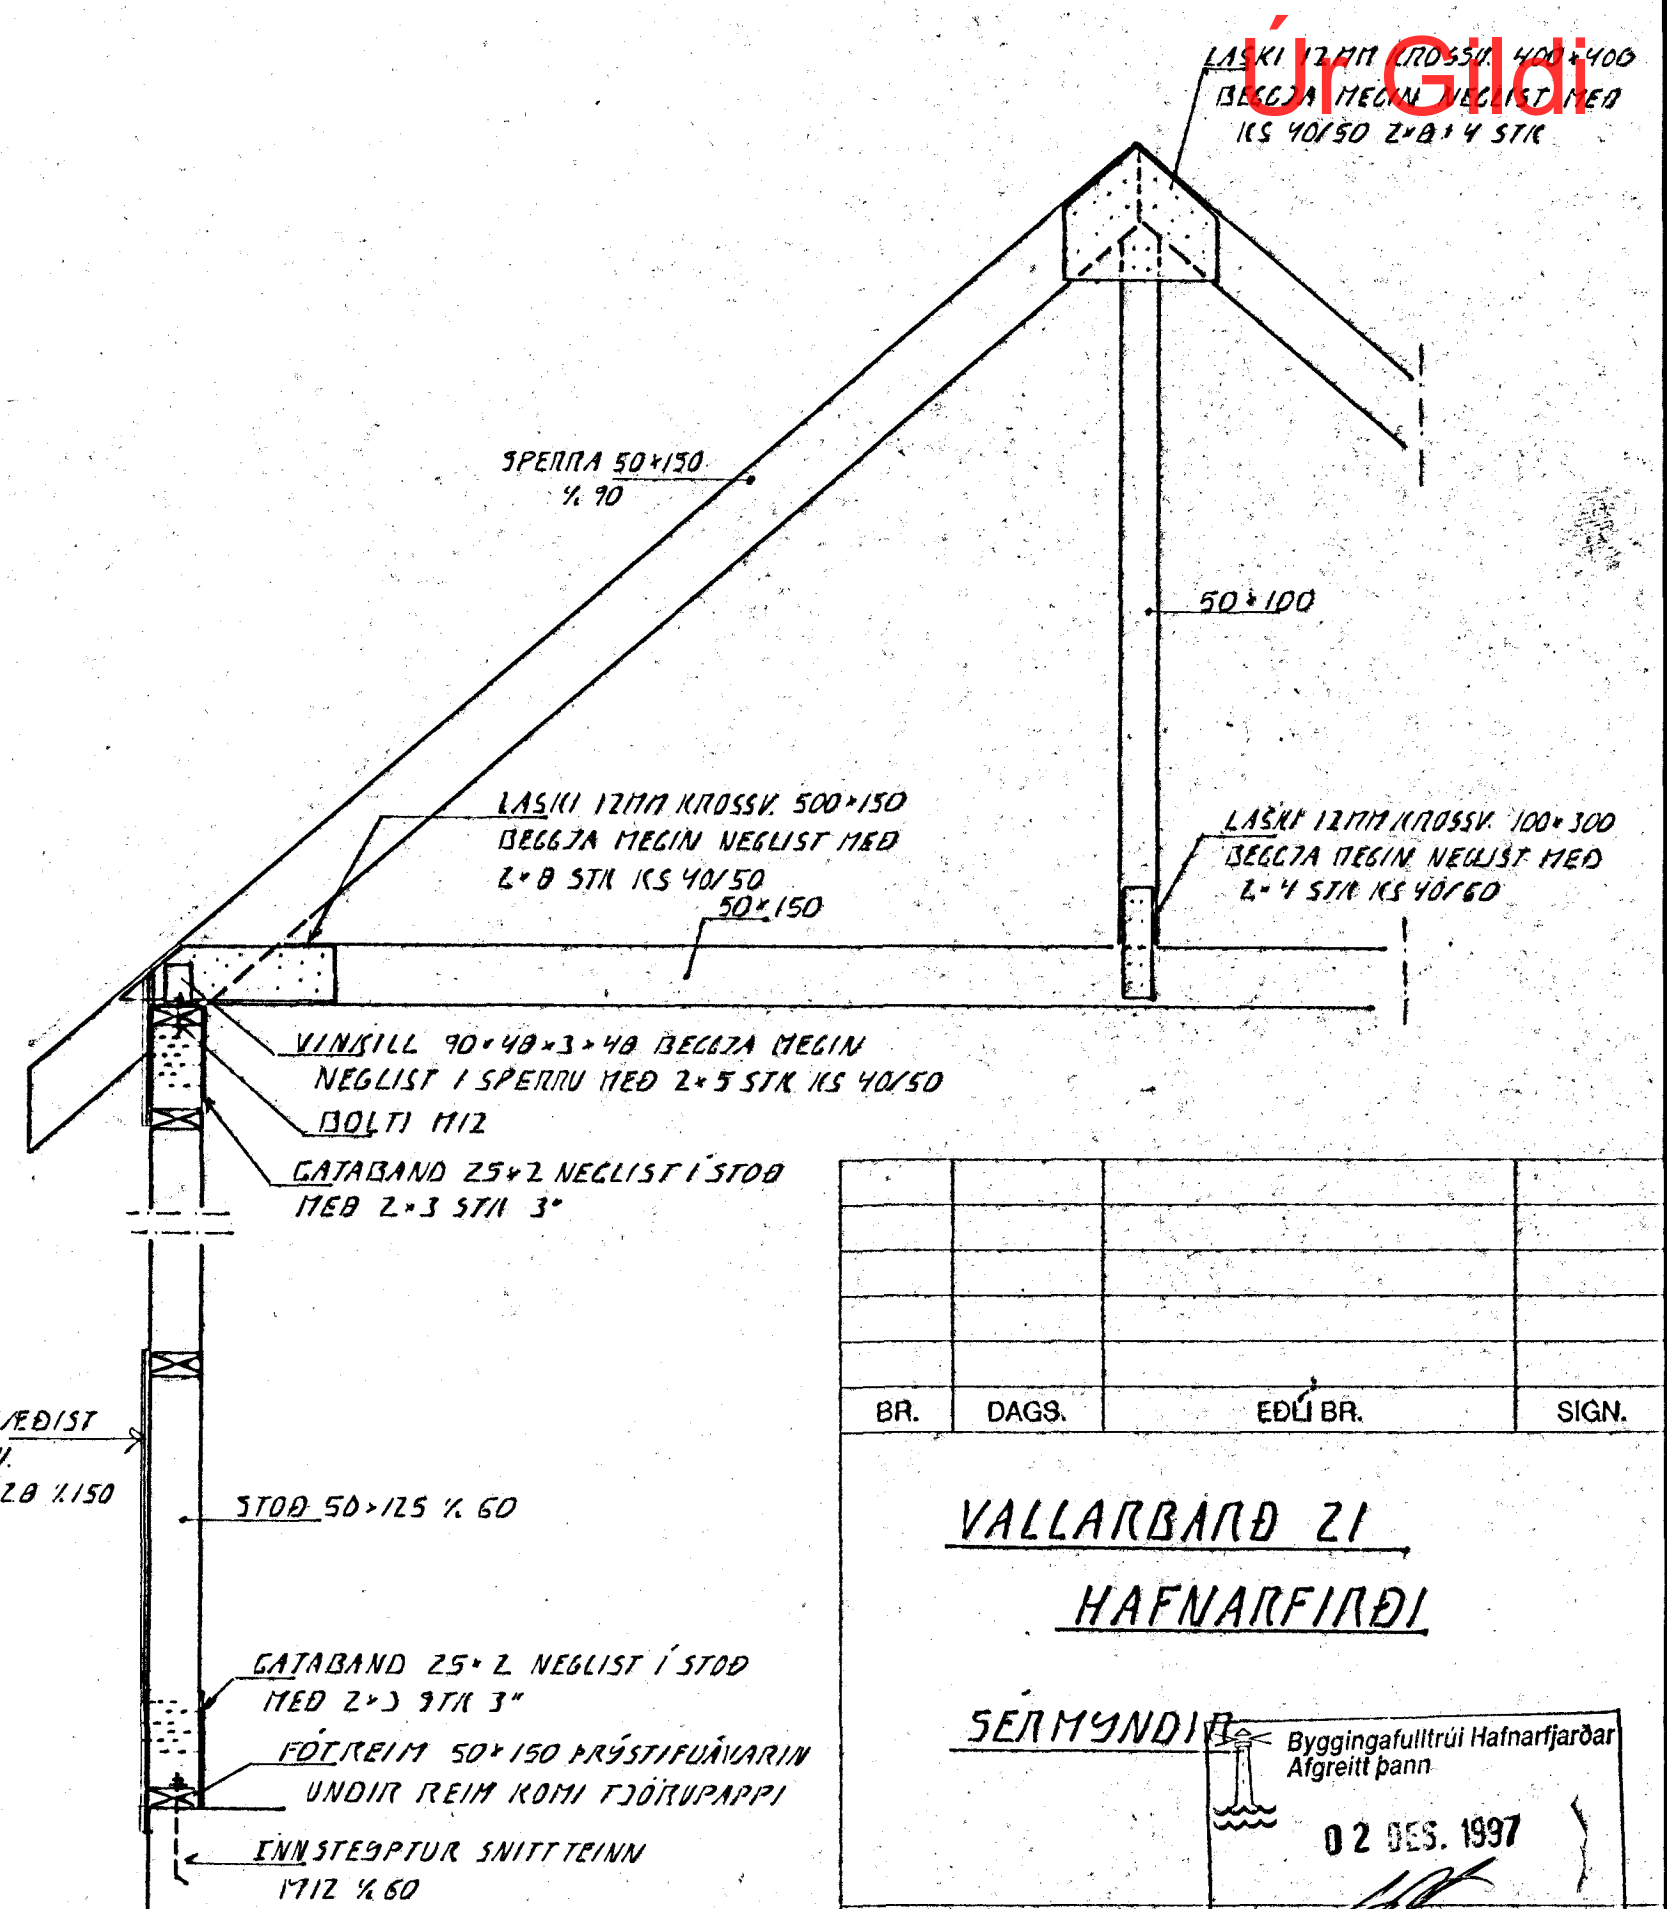 Úr Gildi
LASKI 12MM KROSSV. 400×400
BEGGJA MEGIN NEGLIST MEÐ
KS 40/50 2×8+4 STK
SPERRA 50×150
% 90
50×100
LASKI 12MM KROSSV. 500×150
BEGGJA MEGIN NEGLIST MEÐ
2×8 STK KS 40/50
50×150
LASKI 12MM KROSSV. 100×300
BEGGJA MEGIN NEGLIST MEÐ
2×4 STK KS 40/60
VINKILL 90×48×3×48 BEGGJA MEGIN
NEGLIST Í SPERRU MEÐ 2×5 STK KS 40/50
BOLTI M12
GATABAND 25×2 NEGLIST Í STOÐ
MEÐ 2×3 STK 3"
ÆÐIST
V.
28 %150
STOÐ 50×125 % 60
GATABAND 25×2 NEGLIST Í STOÐ
MEÐ 2×3 STK 3"
FÓTREIM 50×150 ÞRÝSTIFÚAVARIN
UNDIR REIM KOMI TJÖRUPAPPI
INNSTEYPTUR SNITTTEINN
M12 % 60
BR. DAGS. EÐLI BR. SIGN.
VALLARBARÐ 21
HAFNARFIRÐI
SÉRMYNDIR
Byggingafulltrúi Hafnarfjarðar
Afgreitt þann
02 DES. 1997